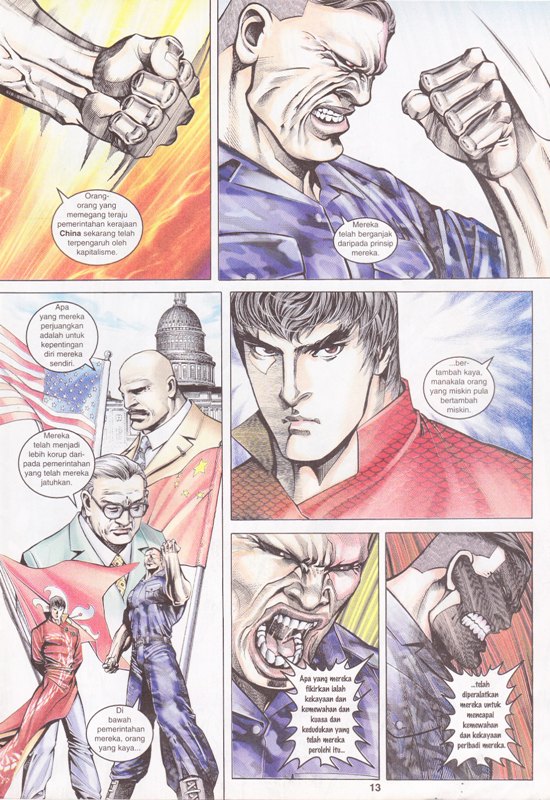 Orang-
orang yang
memegang teraju
pemerintahan kerajaan
China sekarang telah
terpengaruh oleh
kapitalisme.
Mereka
telah berganjak
daripada prinsip
mereka.
Apa
yang mereka
perjuangkan
adalah untuk
kepentingan
diri mereka
sendiri.
Mereka
telah menjadi
lebih korup dari-
pada pemerintahan
yang telah mereka
jatuhkan.
Di
bawah
pemerintahan
mereka, orang
yang kaya...
...ber-
tambah kaya,
manakala orang
yang miskin pula
bertambah
miskin.
Apa yang mereka
fikirkan ialah
kekayaan dan
kemewahan dan
kuasa dan
kedudukan yang
telah mereka
perolehi itu...
...telah
diperalatkan
mereka untuk
mencapai
kemewahan
dan kekayaan
peribadi mereka.
13